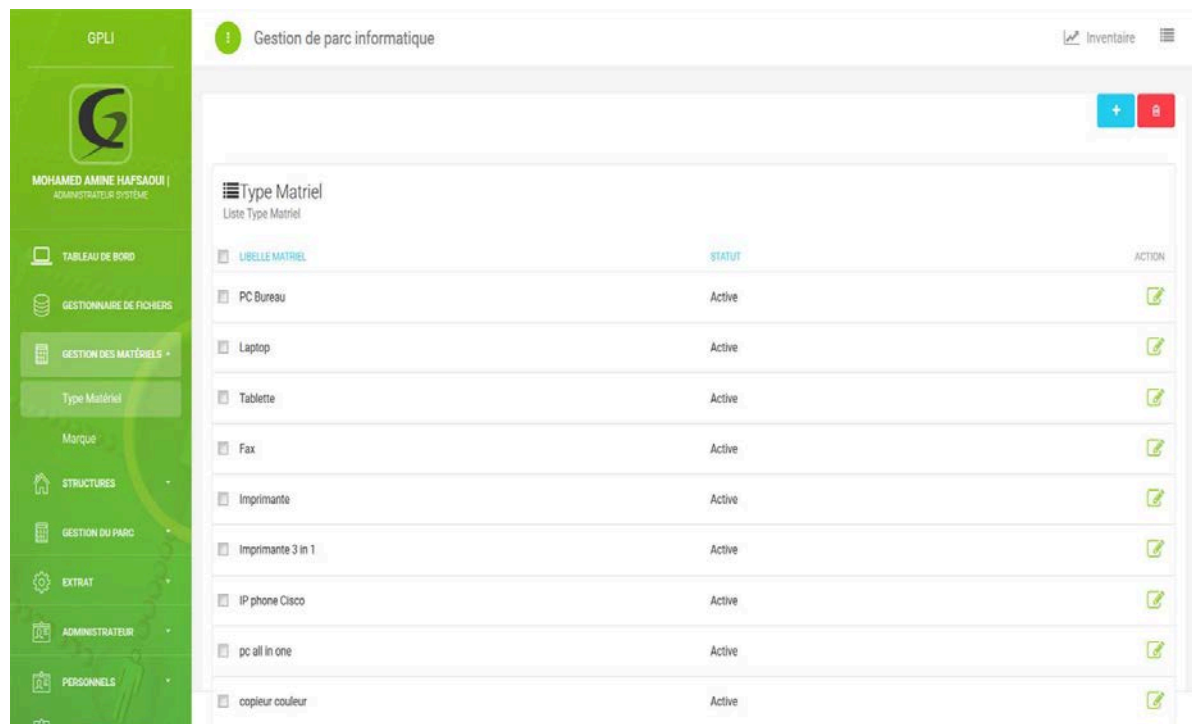 GPLI
MOHAMED AMINE HAFSAOUI |
ADMINISTRATEUR SYSTÈME
TABLEAU DE BORD
GESTIONNAIRE DE FICHIERS
GESTION DES MATÉRIELS
Type Matériel
Marque
STRUCTURES
GESTION DU PARC
EXTRAT
ADMINISTRATEUR
PERSONNELS
Gestion de parc informatique
Inventaire
Type Matriel
Liste Type Matriel
LIBELLE MATRIEL STATUT ACTION
PC Bureau Active
Laptop Active
Tablette Active
Fax Active
Imprimante Active
Imprimante 3 in 1 Active
IP phone Cisco Active
pc all in one Active
copieur couleur Active